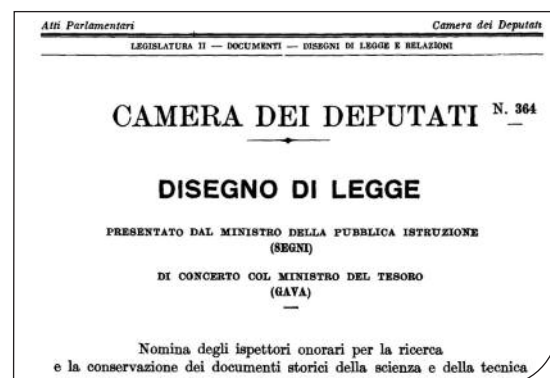 Atti Parlamentari Camera dei Deputati
LEGISLATURA II — DOCUMENTI — DISEGNI DI LEGGE E RELAZIONI
CAMERA DEI DEPUTATI N. 364
DISEGNO DI LEGGE
PRESENTATO DAL MINISTRO DELLA PUBBLICA ISTRUZIONE
(SEGNI)
DI CONCERTO COL MINISTRO DEL TESORO
(GAVA)
Nomina degli ispettori onorari per la ricerca
e la conservazione dei documenti storici della scienza e della tecnica